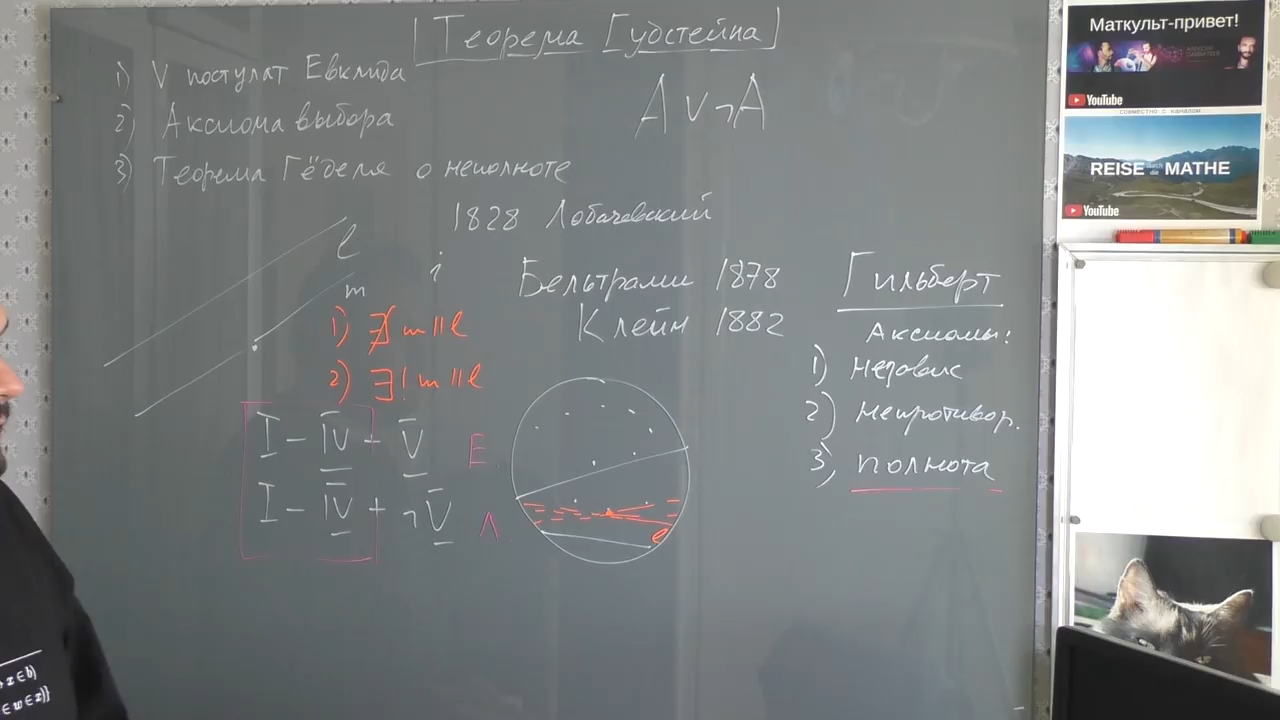 Теорема Гудстейна
1) V постулат Евклида
2) Аксиома выбора
3) Теорема Гёделя о неполноте
A ∨ ¬A
1828 Лобачевский
l
m
i
1) ∄ m || l
2) ∃! m || l
Бельтрами 1878
Клейн 1882
I – IV + V E.
I – IV + ¬V Л.
l
Гильберт
Аксиомы:
1) Независ
2) Непротивор.
3) полнота
Маткульт-привет!
YouTube
совместно с каналом
REISE durch die MATHE
YouTube
x ∈ b)
∈ w ∈ x)}